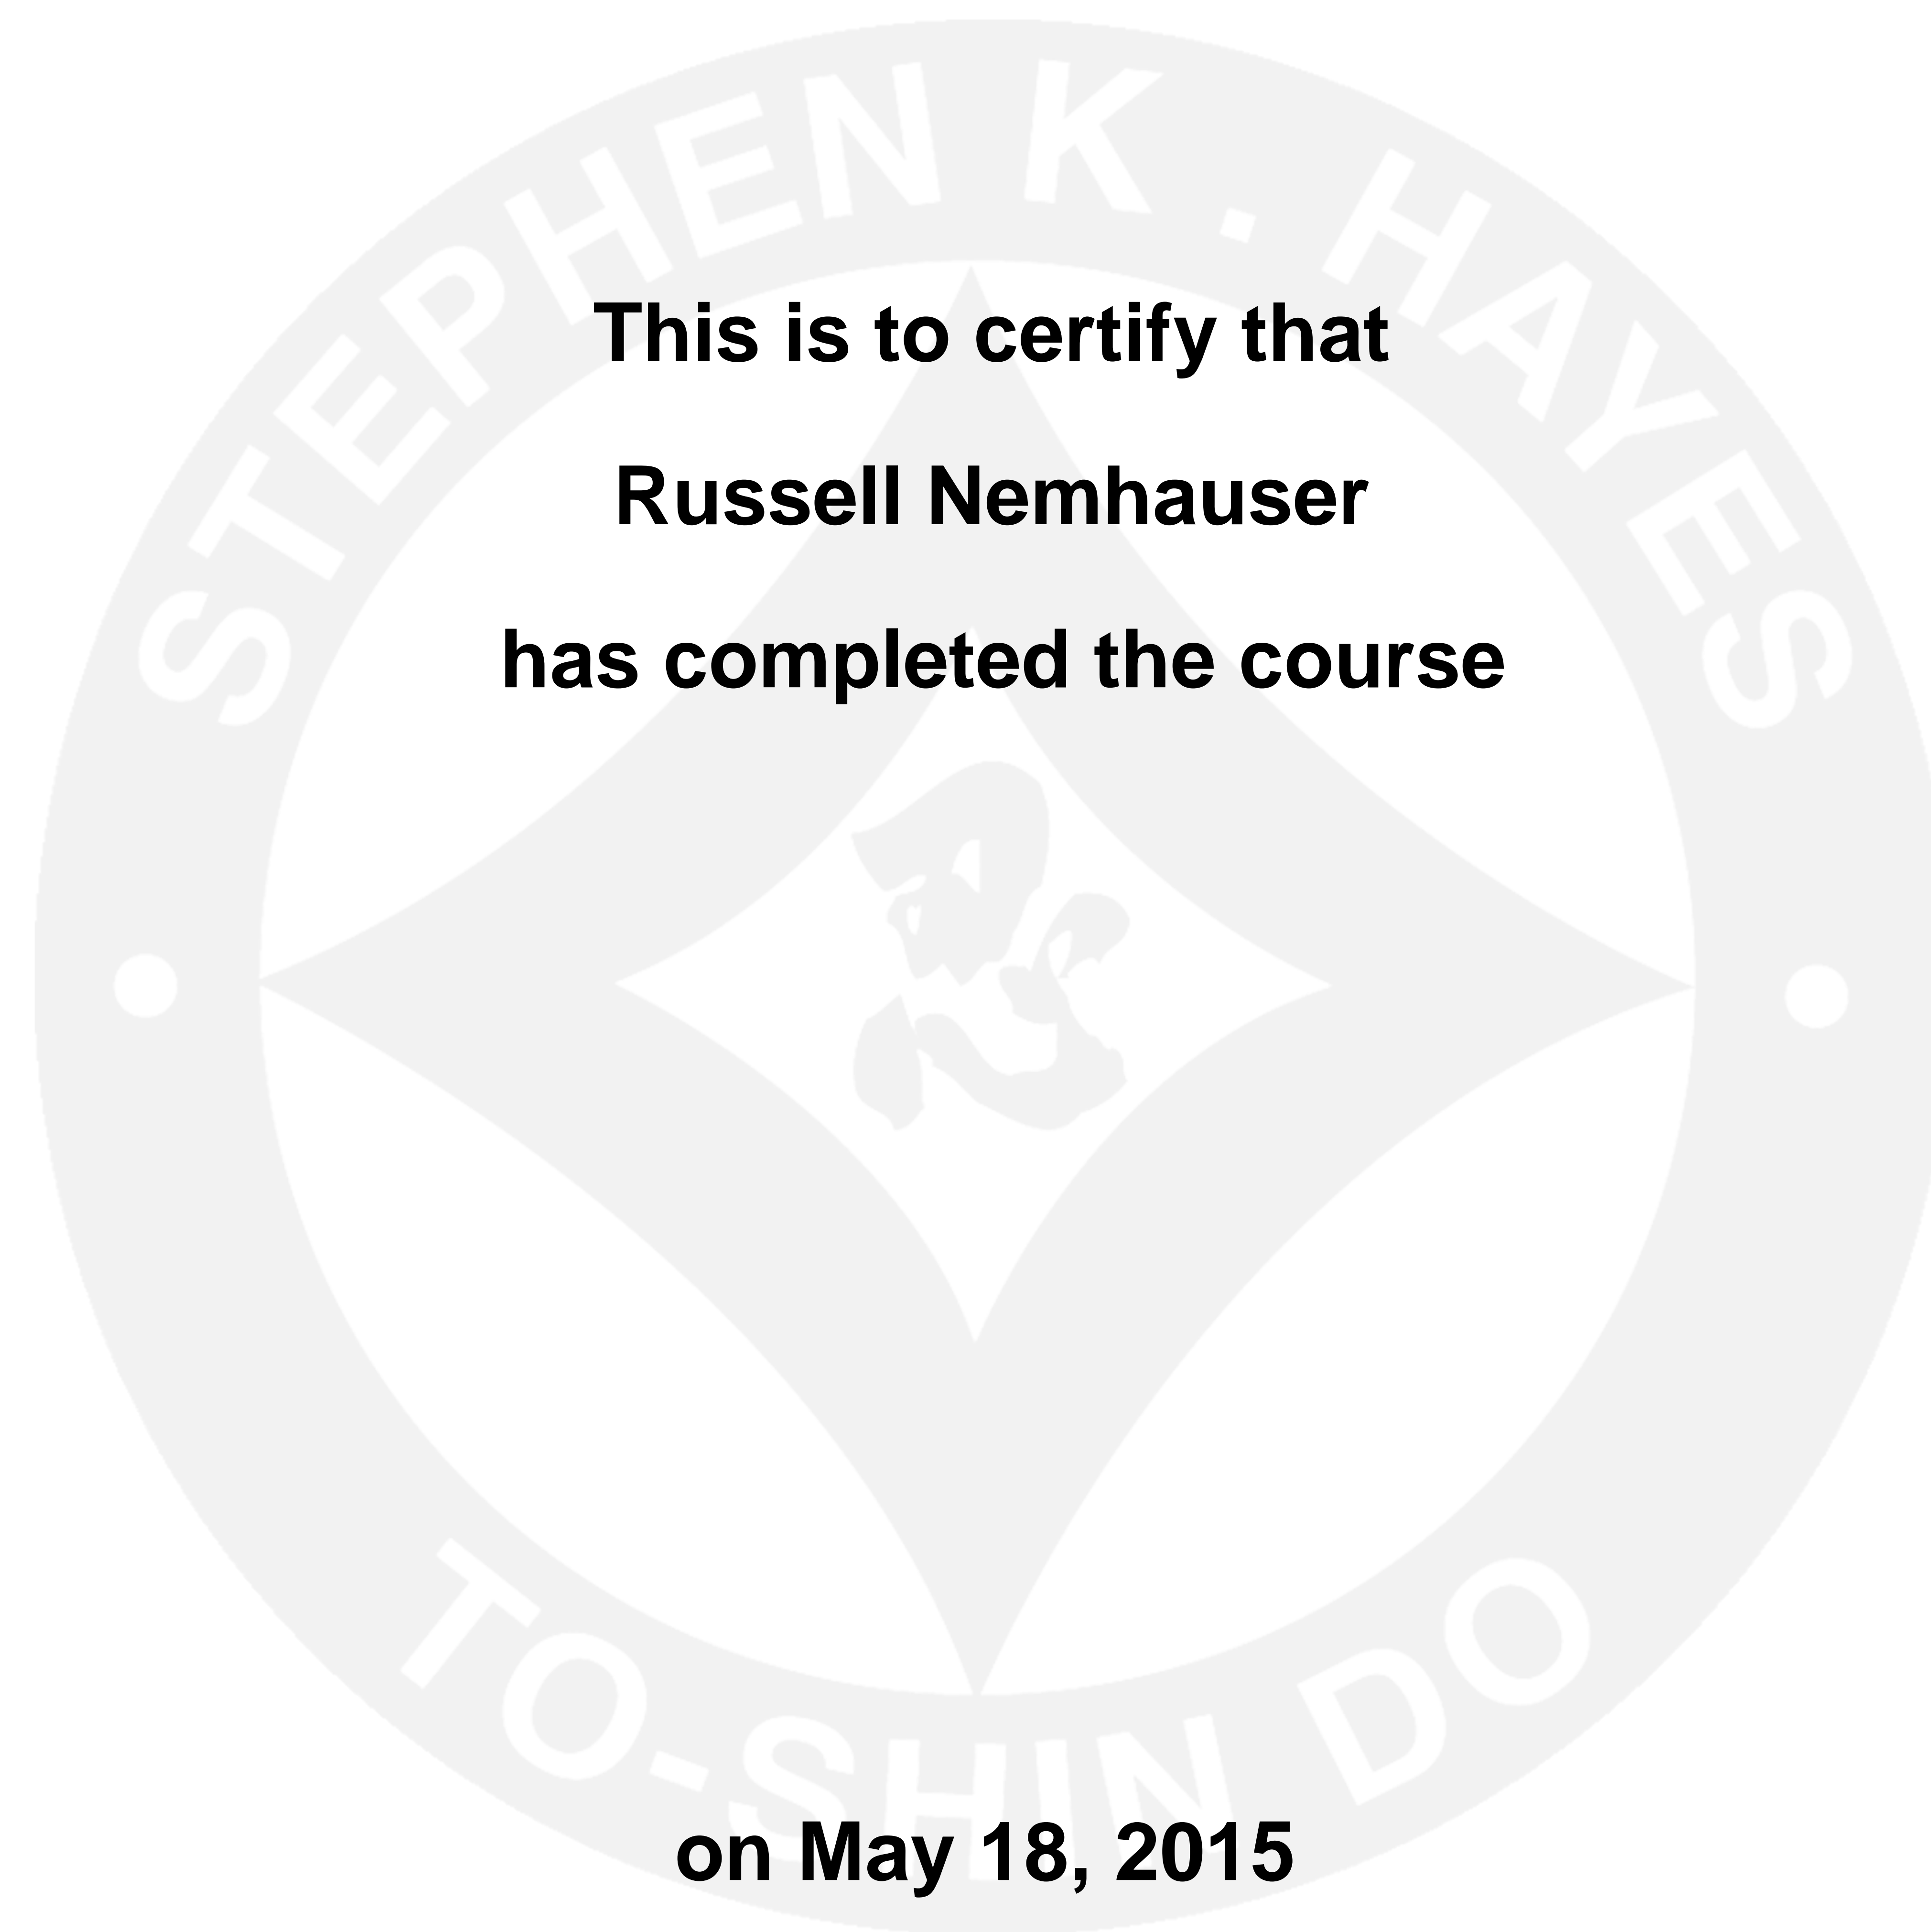 STEPHEN K. HAYES
This is to certify that
Russell Nemhauser
has completed the course
忍
TO-SHIN DO
on May 18, 2015